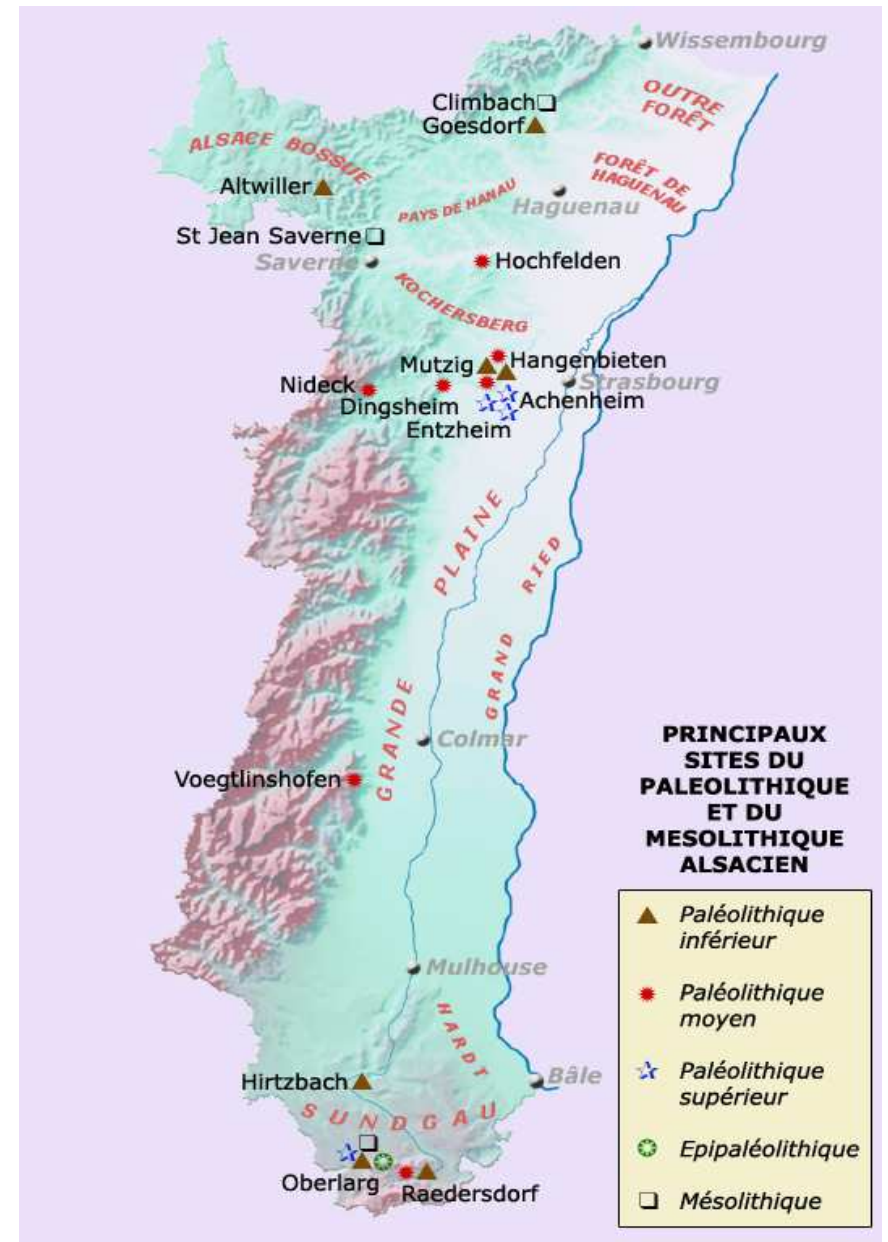 Wissembourg
OUTRE
FORÊT
Climbach
Goesdorf
ALSACE BOSSUE
FORÊT DE
HAGUENAU
Altwiller
PAYS DE HANAU
Haguenau
St Jean Saverne
Saverne
Hochfelden
KOCHERSBERG
Mutzig
Hangenbieten
Nideck
Strasbourg
Dingsheim
Achenheim
Entzheim
GRANDE PLAINE
GRAND RIED
Colmar
Voegtlinshofen
PRINCIPAUX
SITES DU
PALEOLITHIQUE
ET DU
MESOLITHIQUE
ALSACIEN
Paléolithique
inférieur
Paléolithique
moyen
Paléolithique
supérieur
Epipaléolithique
Mésolithique
Mulhouse
HARDT
Hirtzbach
Bâle
SUNDGAU
Oberlarg
Raedersdorf